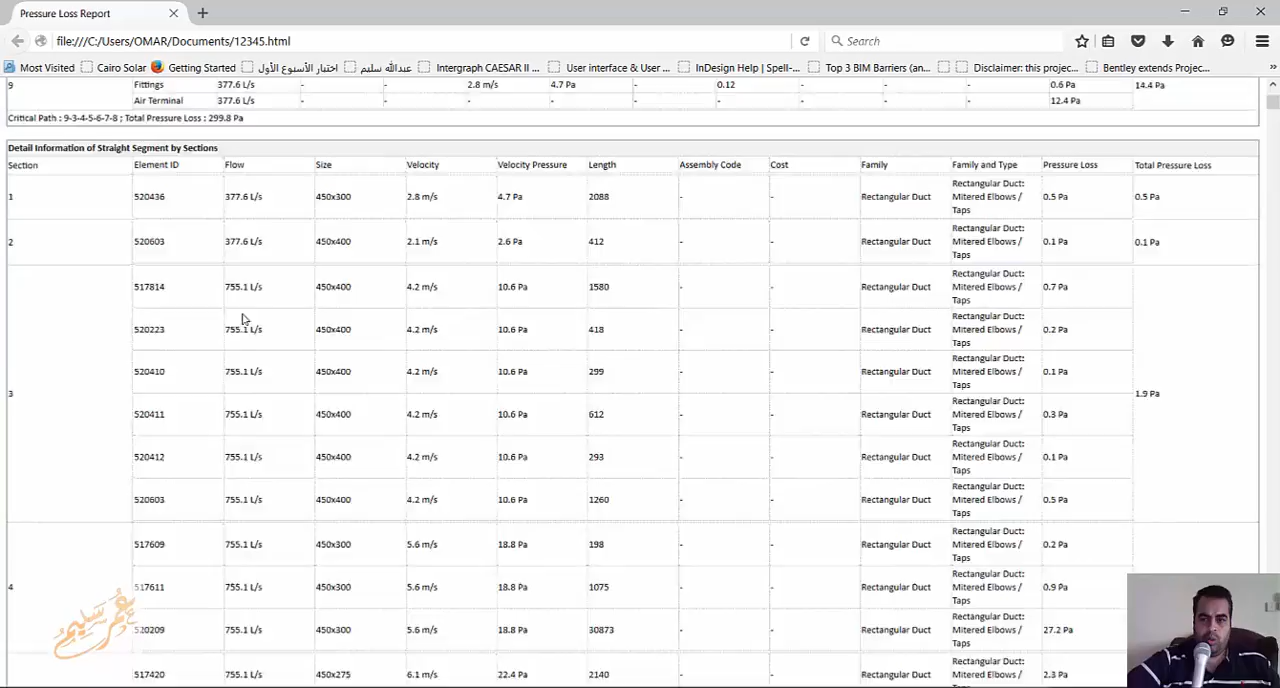 Pressure Loss Report
file:///C:/Users/OMAR/Documents/12345.html
Search
Most Visited Cairo Solar Getting Started اختبار الأسبوع الأول عبدالله سليم Intergraph CAESAR II ... User interface & User ... InDesign Help | Spell-... Top 3 BIM Barriers (an... Disclaimer: this projec... Bentley extends Projec...
9 Fittings 377.6 L/s - - 2.8 m/s 4.7 Pa - 0.12 - - - 0.6 Pa 14.4 Pa
Air Terminal 377.6 L/s - - - - - - - - - 12.4 Pa
Critical Path : 9-3-4-5-6-7-8 ; Total Pressure Loss : 299.8 Pa
Detail Information of Straight Segment by Sections
Section Element ID Flow Size Velocity Velocity Pressure Length Assembly Code Cost Family Family and Type Pressure Loss Total Pressure Loss
1 520436 377.6 L/s 450x300 2.8 m/s 4.7 Pa 2088 - - Rectangular Duct Rectangular Duct: Mitered Elbows / Taps 0.5 Pa 0.5 Pa
2 520603 377.6 L/s 450x400 2.1 m/s 2.6 Pa 412 - - Rectangular Duct Rectangular Duct: Mitered Elbows / Taps 0.1 Pa 0.1 Pa
3 517814 755.1 L/s 450x400 4.2 m/s 10.6 Pa 1580 - - Rectangular Duct Rectangular Duct: Mitered Elbows / Taps 0.7 Pa 1.9 Pa
520223 755.1 L/s 450x400 4.2 m/s 10.6 Pa 418 - - Rectangular Duct Rectangular Duct: Mitered Elbows / Taps 0.2 Pa
520410 755.1 L/s 450x400 4.2 m/s 10.6 Pa 299 - - Rectangular Duct Rectangular Duct: Mitered Elbows / Taps 0.1 Pa
520411 755.1 L/s 450x400 4.2 m/s 10.6 Pa 612 - - Rectangular Duct Rectangular Duct: Mitered Elbows / Taps 0.3 Pa
520412 755.1 L/s 450x400 4.2 m/s 10.6 Pa 293 - - Rectangular Duct Rectangular Duct: Mitered Elbows / Taps 0.1 Pa
520603 755.1 L/s 450x400 4.2 m/s 10.6 Pa 1260 - - Rectangular Duct Rectangular Duct: Mitered Elbows / Taps 0.5 Pa
4 517609 755.1 L/s 450x300 5.6 m/s 18.8 Pa 198 - - Rectangular Duct Rectangular Duct: Mitered Elbows / Taps 0.2 Pa
517611 755.1 L/s 450x300 5.6 m/s 18.8 Pa 1075 - - Rectangular Duct Rectangular Duct: Mitered Elbows / Taps 0.9 Pa
520209 755.1 L/s 450x300 5.6 m/s 18.8 Pa 30873 - - Rectangular Duct Rectangular Duct: Mitered Elbows / Taps 27.2 Pa
517420 755.1 L/s 450x275 6.1 m/s 22.4 Pa 2140 - - Rectangular Duct Rectangular Duct: Mitered Elbows / Taps 2.3 Pa
عمر سليم